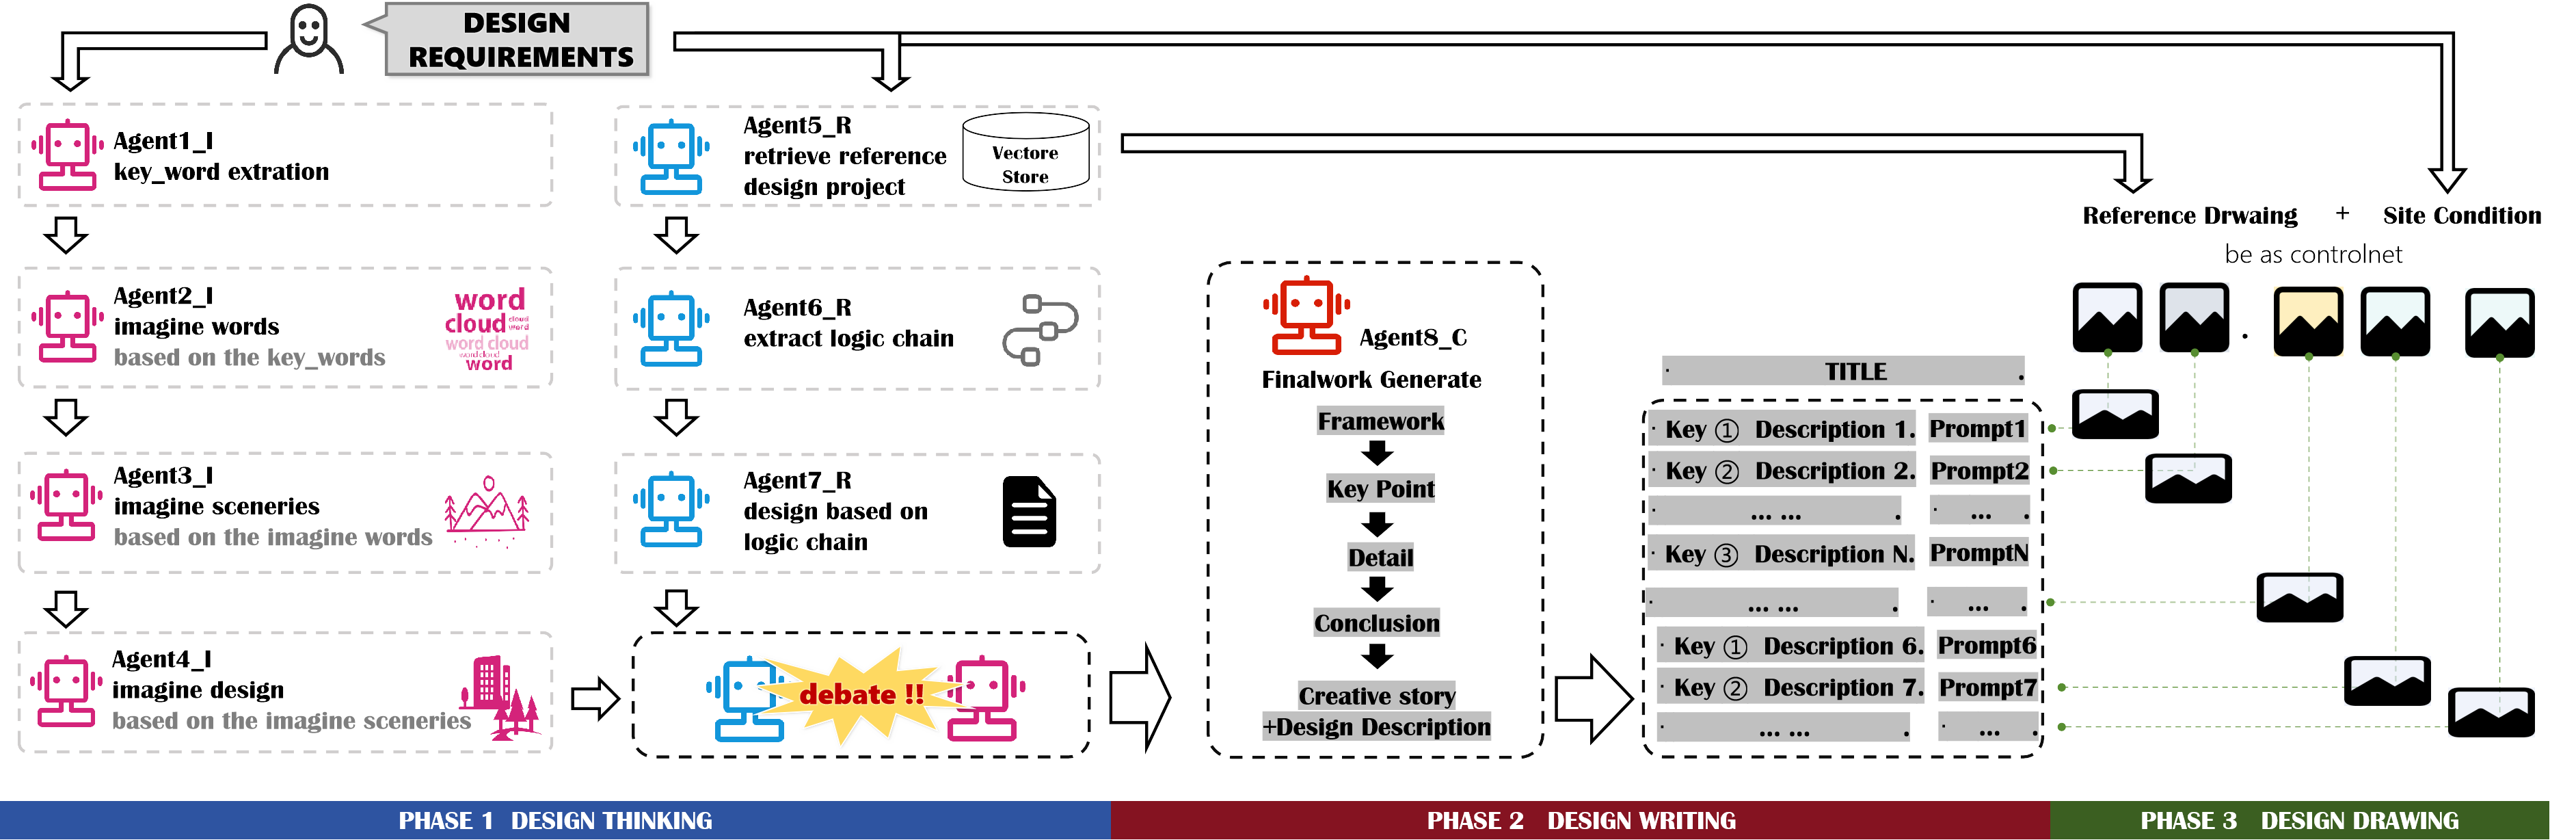 DESIGN
REQUIREMENTS
Agent1_I
key_word extration
Agent2_I
imagine words
based on the key_words
word
cloud
cloud
word
word cloud
word cloud
word
Agent3_I
imagine sceneries
based on the imagine words
Agent4_I
imagine design
based on the imagine sceneries
Agent5_R
retrieve reference
design project
Vectore
Store
Agent6_R
extract logic chain
Agent7_R
design based on
logic chain
debate !!
Agent8_C
Finalwork Generate
Framework
Key Point
Detail
Conclusion
Creative story
+Design Description
TITLE
Key ① Description 1. Prompt1
Key ② Description 2. Prompt2
... ... . ... .
Key ③ Description N. PromptN
... ... . ... .
Key ① Description 6. Prompt6
Key ② Description 7. Prompt7
... ... . ... .
Reference Drwaing + Site Condition
be as controlnet
PHASE 1 DESIGN THINKING
PHASE 2 DESIGN WRITING
PHASE 3 DESIGN DRAWING